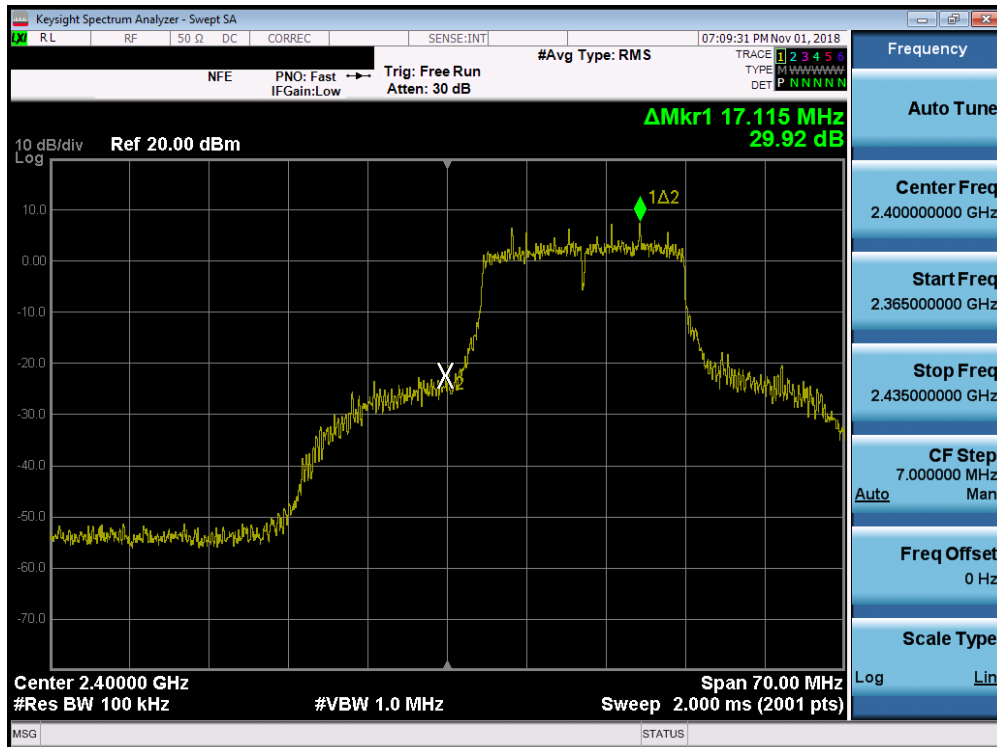 Keysight Spectrum Analyzer - Swept SA
LXI RL RF 50 Ω DC CORREC SENSE:INT 07:09:31 PM Nov 01, 2018
#Avg Type: RMS TRACE 1 2 3 4 5 6
NFE PNO: Fast Trig: Free Run TYPE M WWWWW
IFGain:Low Atten: 30 dB DET P N N N N N
ΔMkr1 17.115 MHz
29.92 dB
10 dB/div Ref 20.00 dBm
Log
1Δ2
10.0
0.00
-10.0
-20.0
2
-30.0
-40.0
-50.0
-60.0
-70.0
Center 2.40000 GHz Span 70.00 MHz
#Res BW 100 kHz #VBW 1.0 MHz Sweep 2.000 ms (2001 pts)
MSG STATUS
Frequency
Auto Tune
Center Freq
2.400000000 GHz
Start Freq
2.365000000 GHz
Stop Freq
2.435000000 GHz
CF Step
7.000000 MHz
Auto Man
Freq Offset
0 Hz
Scale Type
Log Lin